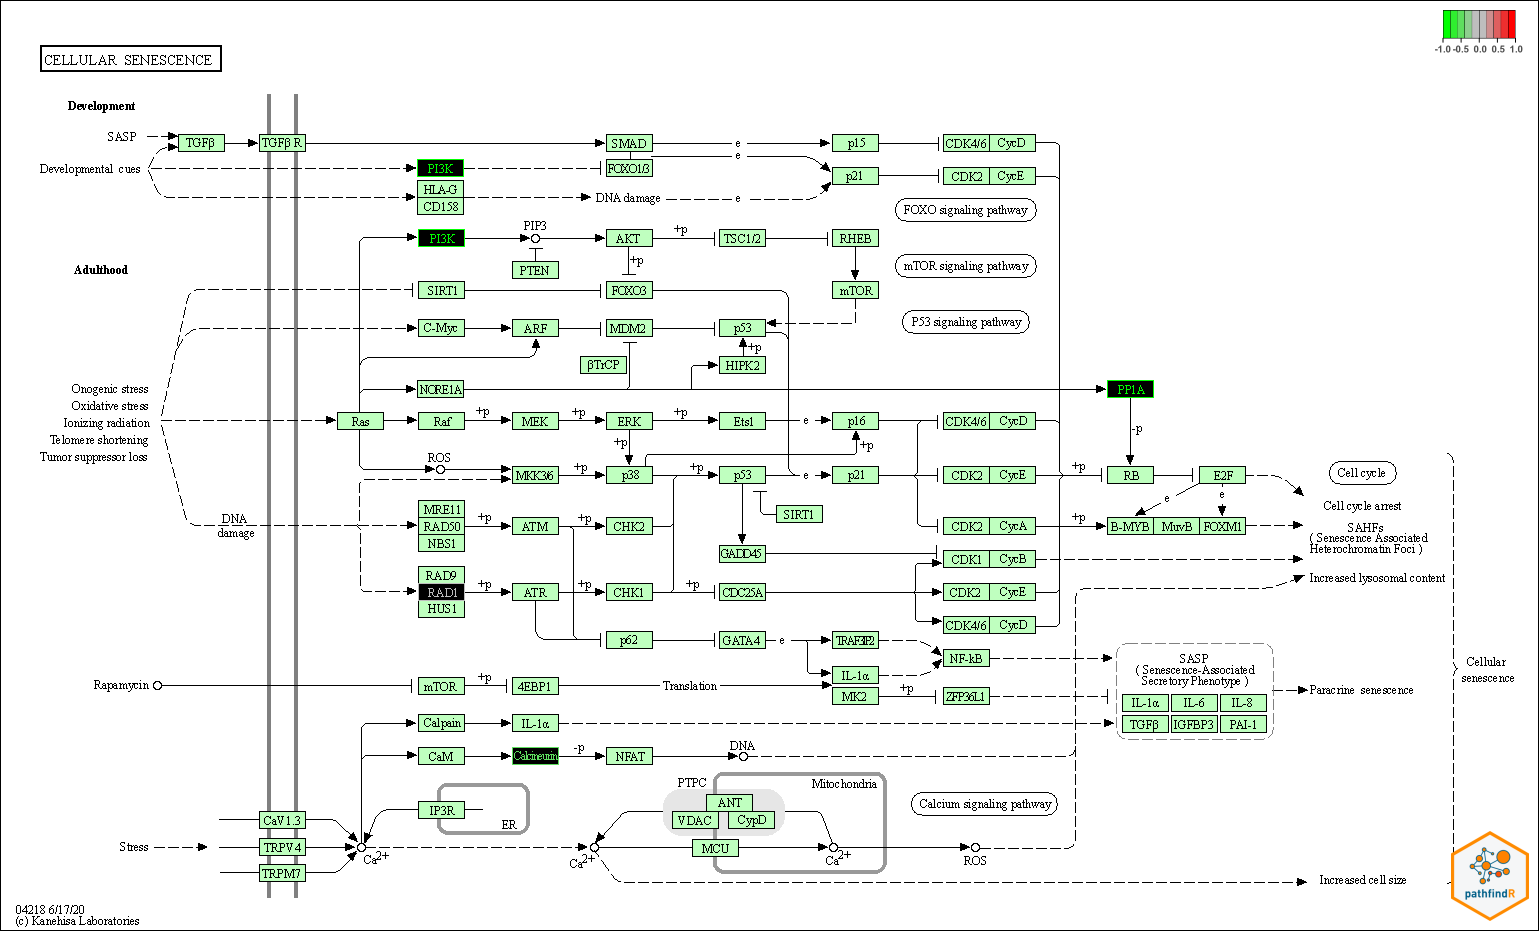 -1.0 -0.5 0.0 0.5 1.0
CELLULAR SENESCENCE
Development
SASP
TGFβ
TGFβ R
SMAD
e
p15
CDK4/6 CycD
e
Developmental cues
PI3K
FOXO1/3
p21
CDK2 CycE
HLA-G
CD158
DNA damage
e
FOXO signaling pathway
PI3K
PIP3
AKT
+p
TSC1/2
RHEB
PTEN
+p
mTOR signaling pathway
Adulthood
SIRT1
FOXO3
mTOR
C-Myc
ARF
MDM2
p53
P53 signaling pathway
+p
βTrCP
HIPK2
Onogenic stress
Oxidative stress
Ionizing radiation
Telomere shortening
Tumor suppressor loss
NORE1A
PP1A
Ras
Raf
+p
MEK
+p
ERK
+p
Ets1
e
p16
CDK4/6 CycD
-p
+p
+p
ROS
MKK3/6
+p
p38
+p
p53
e
p21
CDK2 CycE
+p
RB
E2F
Cell cycle
e
e
Cell cycle arrest
SIRT1
DNA
damage
MRE11
RAD50
NBS1
+p
ATM
+p
CHK2
CDK2 CycA
+p
B-MYB MuvB FOXM1
SAHFs
( Senescence Associated
Heterochromatin Foci )
GADD45
CDK1 CycB
Increased lysosomal content
RAD9
RAD1
HUS1
+p
ATR
+p
CHK1
+p
CDC25A
CDK2 CycE
CDK4/6 CycD
p62
GATA4
e
NF-kB
IL-1α
SASP
( Senescence-Associated
Secretory Phenotype )
IL-1α IL-6 IL-8
TGFβ IGFBP3 PAI-1
Cellular
senescence
Paracrine senescence
Rapamycin
mTOR
+p
4EBP1
Translation
MK2
+p
ZFP36L1
Calpain
IL-1α
CaM
Calcineurin
-p
NFAT
DNA
PTPC
Mitochondria
ANT
VDAC
CypD
MCU
Calcium signaling pathway
IP3R
ER
CaV1.3
Stress
TRPV4
TRPM7
Ca2+
Ca2+
Ca2+
ROS
Increased cell size
pathfindR
04218 6/17/20
(c) Kanehisa Laboratories